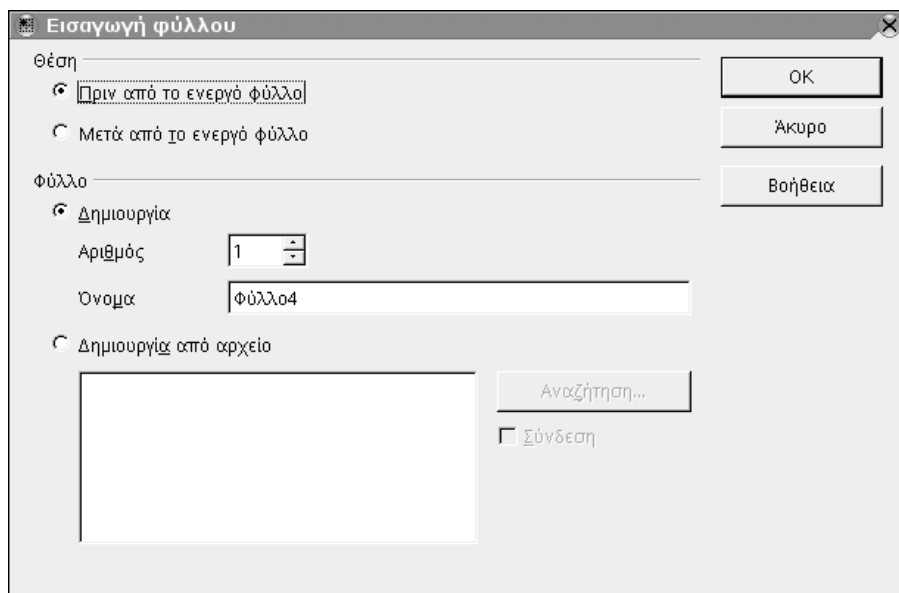 Εισαγωγή φύλλου
Θέση
Πριν από το ενεργό φύλλο
Μετά από το ενεργό φύλλο
Φύλλο
Δημιουργία
Αριθμός 1
Όνομα Φύλλο4
Δημιουργία από αρχείο
Αναζήτηση...
Σύνδεση
OK
Άκυρο
Βοήθεια